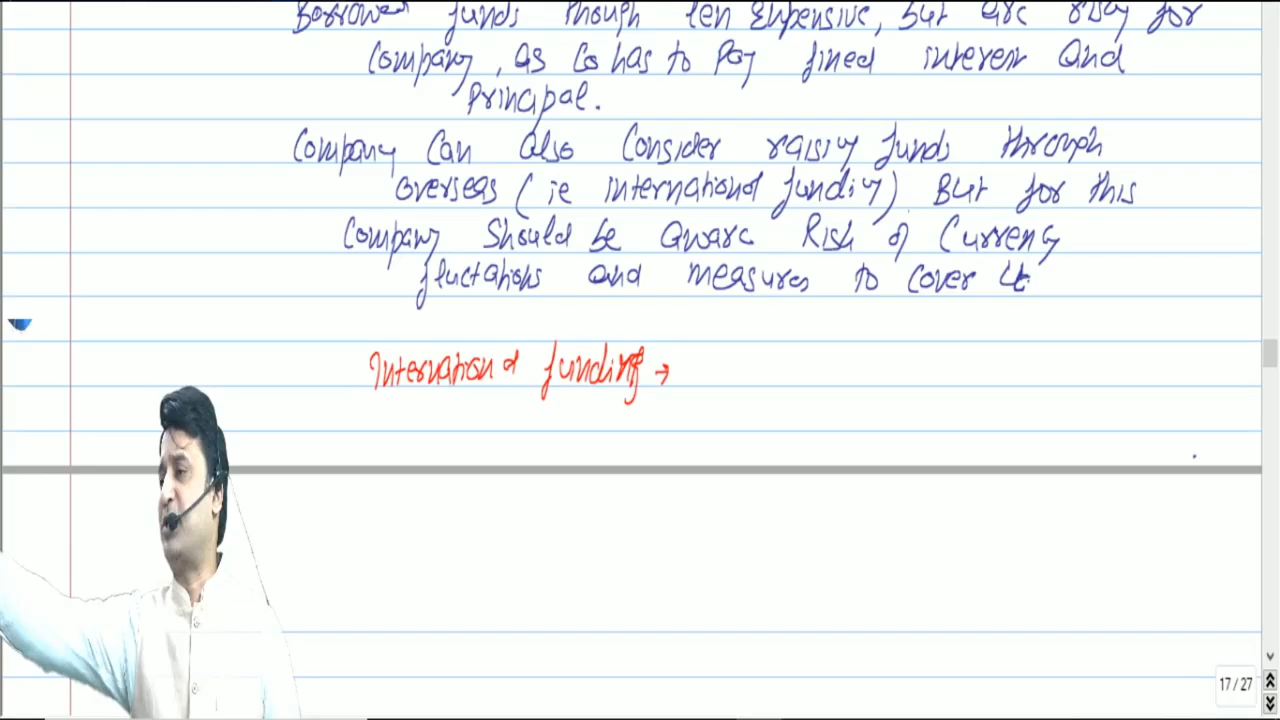 Borrowed funds though less Expensive, but are risky for
Company, as Co has to pay fixed interest and
Principal.
Company Can also Consider raising funds through
overseas (ie international funding) But for this
Company Should be aware Risk of Currency
fluctations and measures to cover it
International funding →
17 / 27